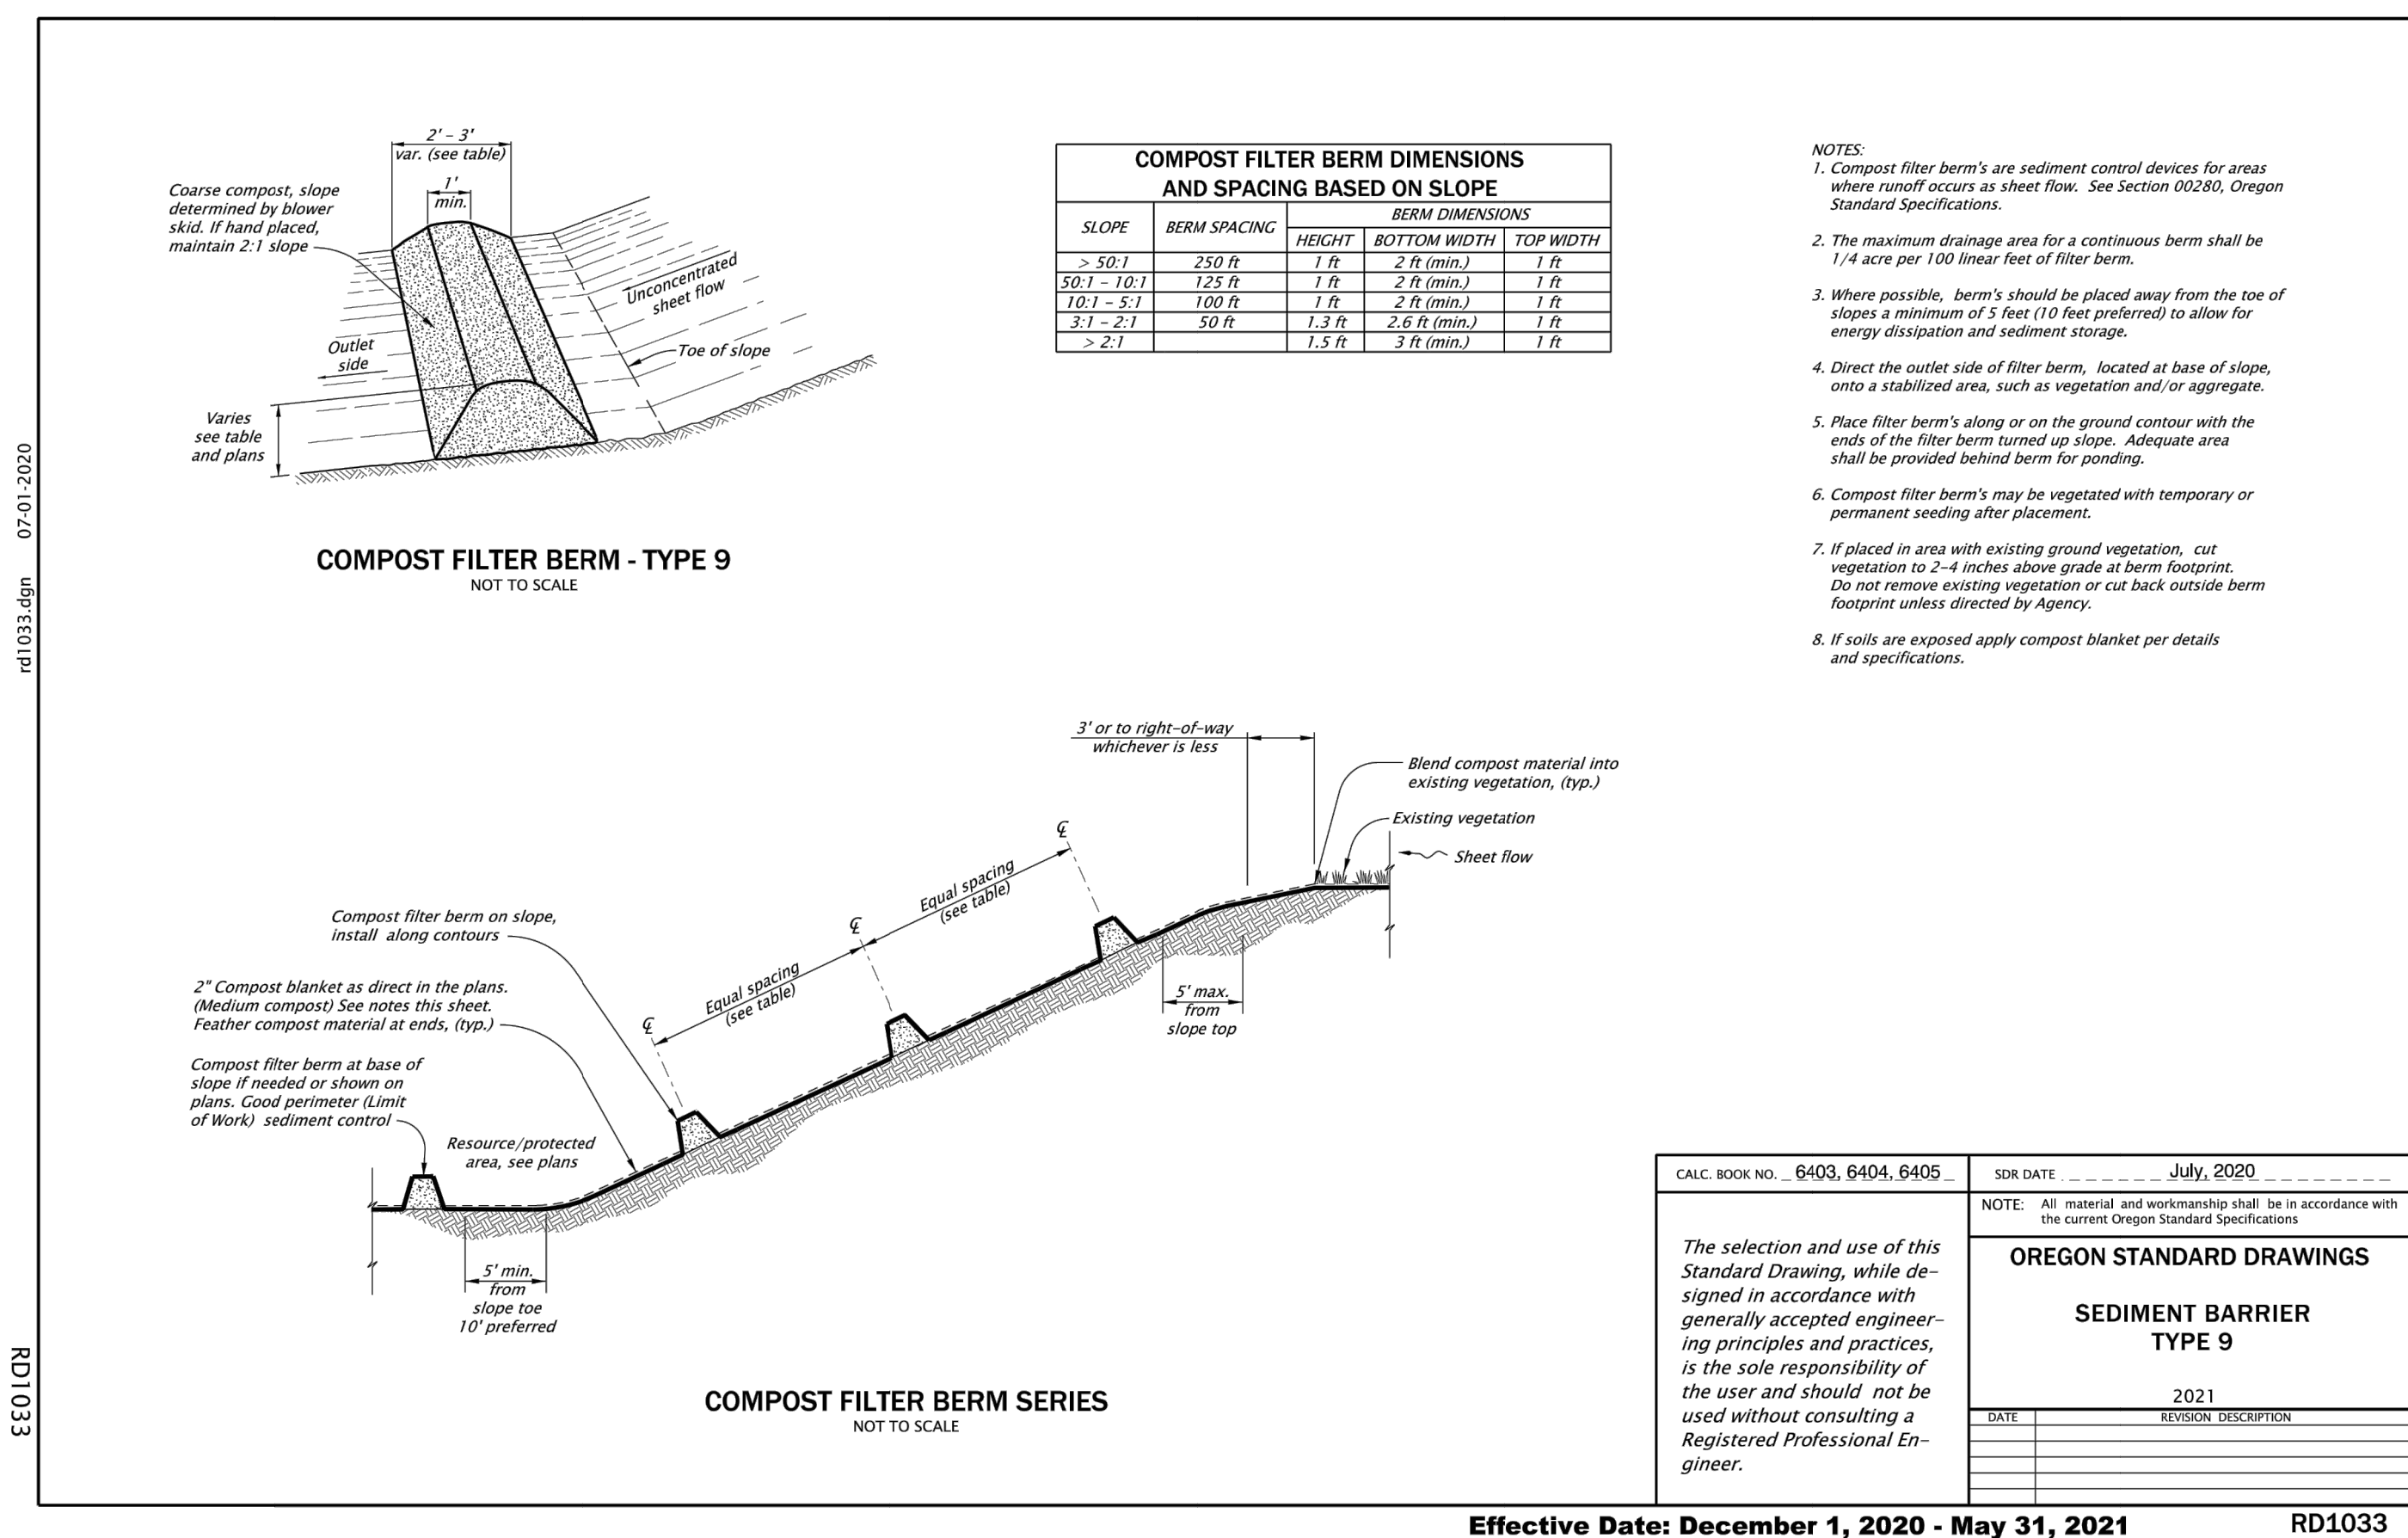 2' - 3'
var. (see table)
1'
min.
Coarse compost, slope
determined by blower
skid. If hand placed,
maintain 2:1 slope
Unconcentrated
sheet flow
Outlet
side
Toe of slope
Varies
see table
and plans
COMPOST FILTER BERM - TYPE 9
NOT TO SCALE
COMPOST FILTER BERM DIMENSIONS
AND SPACING BASED ON SLOPE
SLOPE BERM SPACING BERM DIMENSIONS
HEIGHT BOTTOM WIDTH TOP WIDTH
> 50:1 250 ft 1 ft 2 ft (min.) 1 ft
50:1 - 10:1 125 ft 1 ft 2 ft (min.) 1 ft
10:1 - 5:1 100 ft 1 ft 2 ft (min.) 1 ft
3:1 - 2:1 50 ft 1.3 ft 2.6 ft (min.) 1 ft
> 2:1 1.5 ft 3 ft (min.) 1 ft
NOTES:
1. Compost filter berm's are sediment control devices for areas
where runoff occurs as sheet flow. See Section 00280, Oregon
Standard Specifications.
2. The maximum drainage area for a continuous berm shall be
1/4 acre per 100 linear feet of filter berm.
3. Where possible, berm's should be placed away from the toe of
slopes a minimum of 5 feet (10 feet preferred) to allow for
energy dissipation and sediment storage.
4. Direct the outlet side of filter berm, located at base of slope,
onto a stabilized area, such as vegetation and/or aggregate.
5. Place filter berm's along or on the ground contour with the
ends of the filter berm turned up slope. Adequate area
shall be provided behind berm for ponding.
6. Compost filter berm's may be vegetated with temporary or
permanent seeding after placement.
7. If placed in area with existing ground vegetation, cut
vegetation to 2-4 inches above grade at berm footprint.
Do not remove existing vegetation or cut back outside berm
footprint unless directed by Agency.
8. If soils are exposed apply compost blanket per details
and specifications.
3' or to right-of-way
whichever is less
Blend compost material into
existing vegetation, (typ.)
Existing vegetation
Sheet flow
℄
Equal spacing
(see table)
℄
Equal spacing
(see table)
℄
Compost filter berm on slope,
install along contours
2" Compost blanket as direct in the plans.
(Medium compost) See notes this sheet.
Feather compost material at ends, (typ.)
Compost filter berm at base of
slope if needed or shown on
plans. Good perimeter (Limit
of Work) sediment control
Resource/protected
area, see plans
5' max.
from
slope top
5' min.
from
slope toe
10' preferred
COMPOST FILTER BERM SERIES
NOT TO SCALE
CALC. BOOK NO. 6403, 6404, 6405
SDR DATE July, 2020
NOTE: All material and workmanship shall be in accordance with
the current Oregon Standard Specifications
The selection and use of this
Standard Drawing, while de-
signed in accordance with
generally accepted engineer-
ing principles and practices,
is the sole responsibility of
the user and should not be
used without consulting a
Registered Professional En-
gineer.
OREGON STANDARD DRAWINGS
SEDIMENT BARRIER
TYPE 9
2021
DATE REVISION DESCRIPTION
rd1033.dgn 07-01-2020
RD1033
Effective Date: December 1, 2020 - May 31, 2021
RD1033